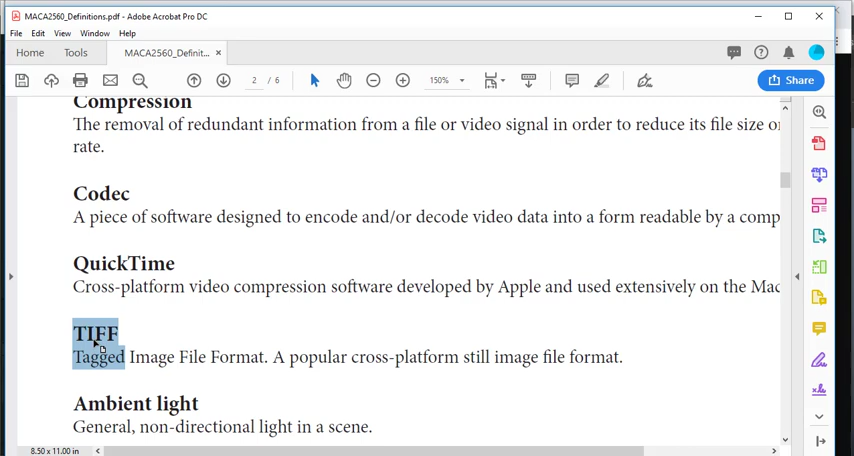 MACA2560_Definitions.pdf - Adobe Acrobat Pro DC
File Edit View Window Help
Home Tools MACA2560_Definit... ×
2 / 6 150% Share
Compression
The removal of redundant information from a file or video signal in order to reduce its file size
rate.
Codec
A piece of software designed to encode and/or decode video data into a form readable by a comp
QuickTime
Cross-platform video compression software developed by Apple and used extensively on the Mac
TIFF
Tagged Image File Format. A popular cross-platform still image file format.
Ambient light
General, non-directional light in a scene.
8.50 x 11.00 in